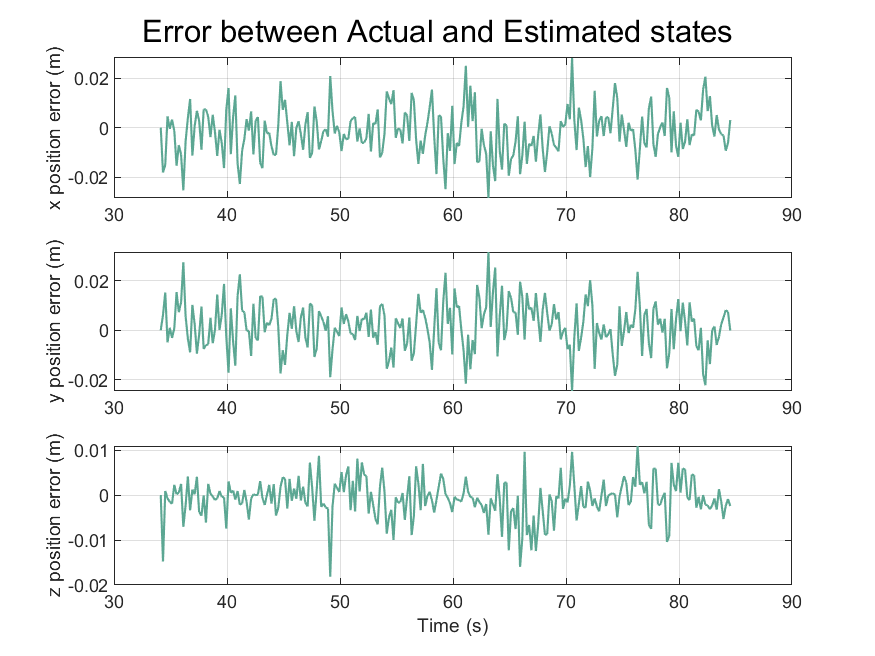 Error between Actual and Estimated states
x position error (m)
0.02
0
-0.02
30 40 50 60 70 80 90
y position error (m)
0.02
0
-0.02
30 40 50 60 70 80 90
z position error (m)
0.01
0
-0.01
-0.02
30 40 50 60 70 80 90
Time (s)